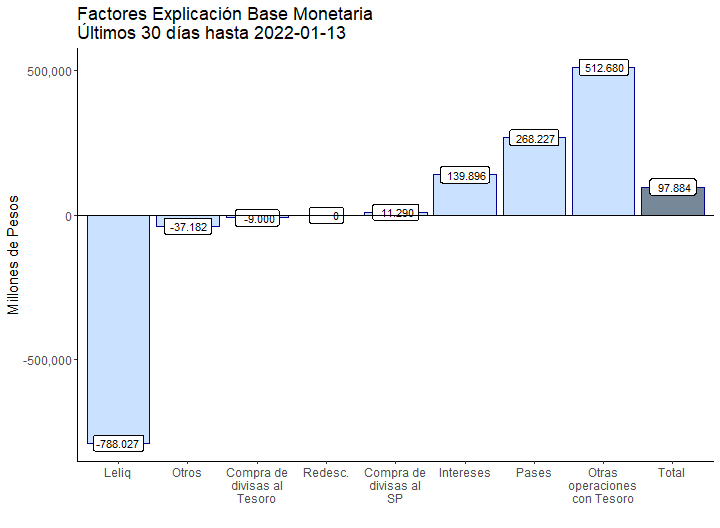 Factores Explicación Base Monetaria
Últimos 30 días hasta 2022-01-13
Millones de Pesos
500,000
0
-500,000
-788.027
-37.182
-9.000
0
11.290
139.896
268.227
512.680
97.884
Leliq
Otros
Compra de
divisas al
Tesoro
Redesc.
Compra de
divisas al
SP
Intereses
Pases
Otras
operaciones
con Tesoro
Total